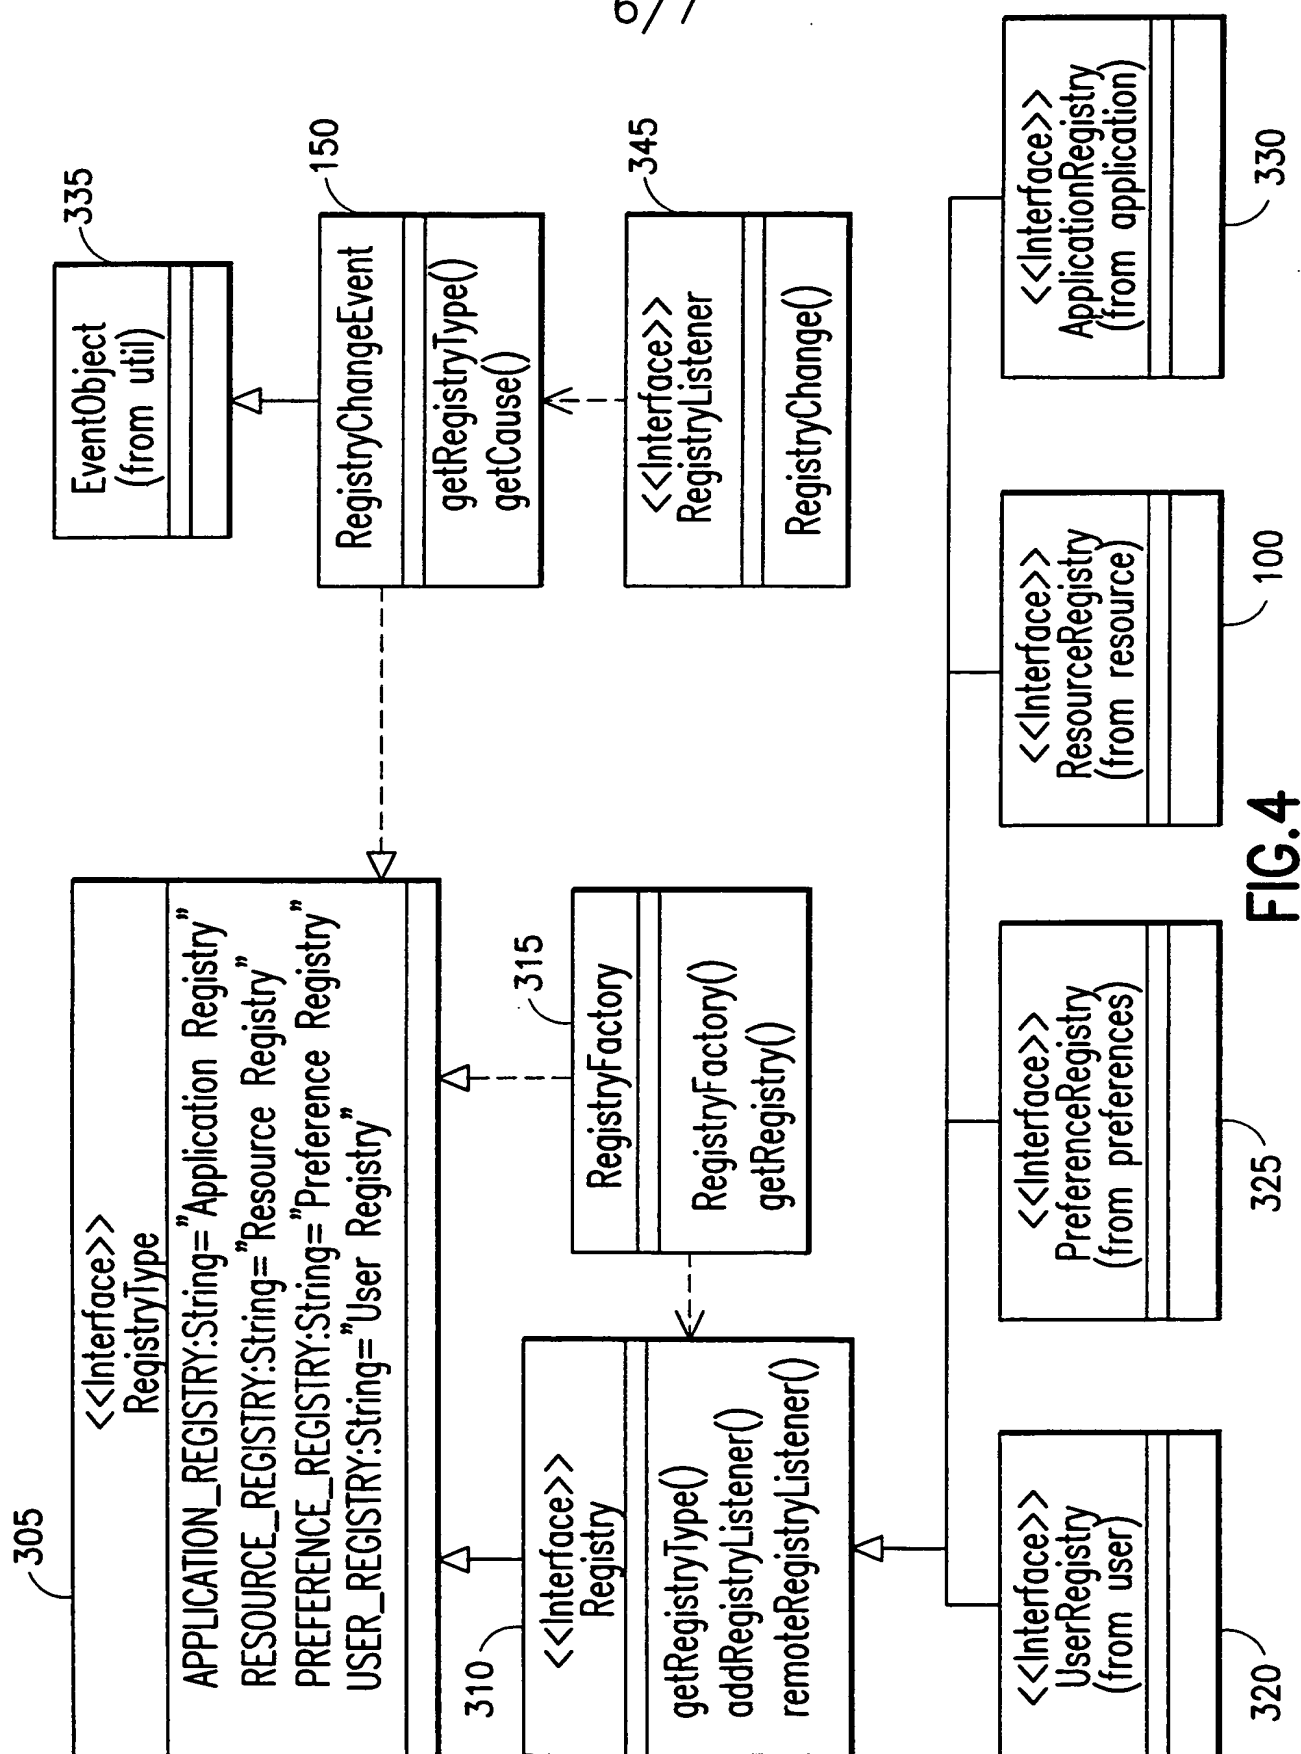 6/7
305
<<Interface>>
RegistryType
APPLICATION_REGISTRY:String="Application Registry"
RESOURCE_REGISTRY:String="Resource Registry"
PREFERENCE_REGISTRY:String="Preference Registry"
USER_REGISTRY:String="User Registry"
335
EventObject
(from util)
150
RegistryChangeEvent
getRegistryType()
getCause()
345
<<Interface>>
RegistryListener
RegistryChange()
310
<<Interface>>
Registry
getRegistryType()
addRegistryListener()
remoteRegistryListener()
315
RegistryFactory
RegistryFactory()
getRegistry()
<<Interface>>
UserRegistry
(from user)
320
<<Interface>>
PreferenceRegistry
(from preferences)
325
<<Interface>>
ResourceRegistry
(from resource)
100
<<Interface>>
ApplicationRegistry
(from application)
330
FIG.4